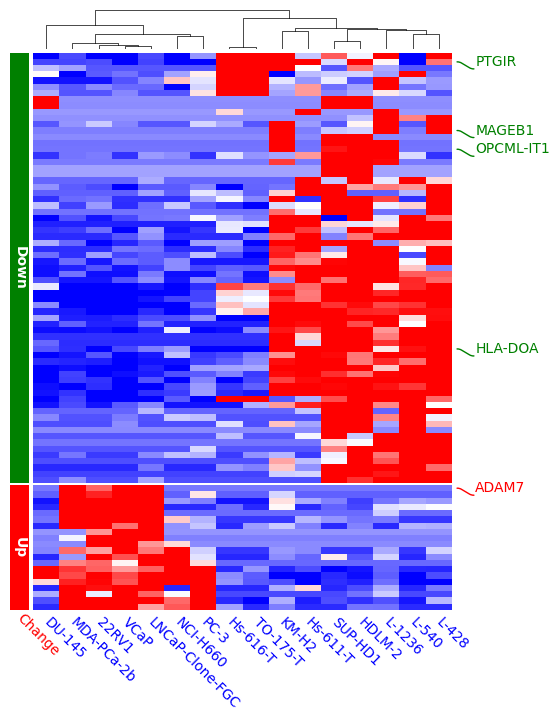 PTGIR
MAGEB1
OPCML-IT1
Down
HLA-DOA
ADAM7
Up
Change
DU-145
MDA-PCa-2b
22RV1
VCaP
LNCaP-Clone-FGC
NCI-H660
PC-3
Hs-616-T
TO-175-T
KM-H2
Hs-611-T
SUP-HD1
HDLM-2
L-1236
L-540
L-428